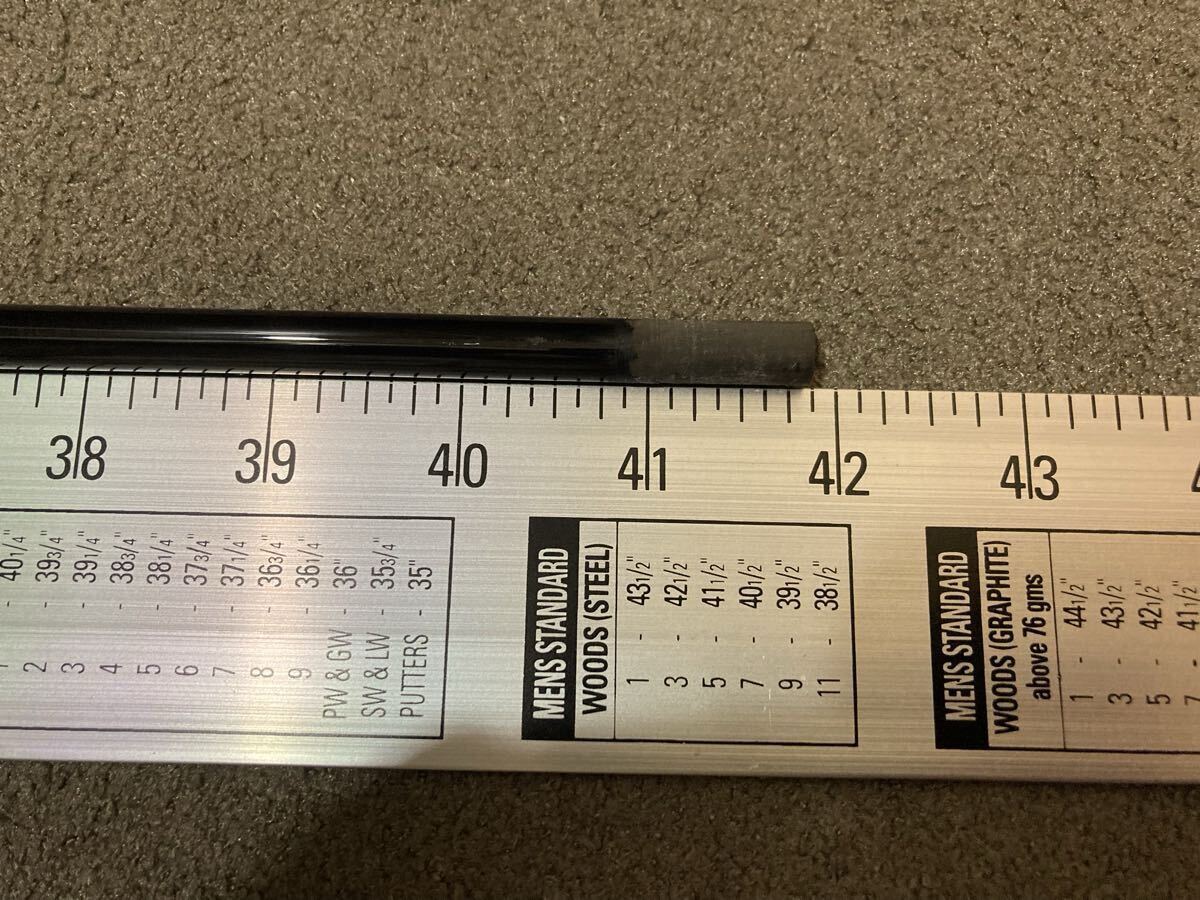 38 39 40 41 42 43
- 40 1/4"
2 - 39 3/4"
3 - 39 1/4"
4 - 38 3/4"
5 - 38 1/4"
6 - 37 3/4"
7 - 37 1/4"
8 - 36 3/4"
9 - 36 1/4"
PW & GW - 36"
SW & LW - 35 3/4"
PUTTERS - 35"
MENS STANDARD
WOODS (STEEL)
1 - 43 1/2"
3 - 42 1/2"
5 - 41 1/2"
7 - 40 1/2"
9 - 39 1/2"
11 - 38 1/2"
MENS STANDARD
WOODS (GRAPHITE)
above 76 gms
1 - 44 1/2"
3 - 43 1/2"
5 - 42 1/2"
7 - 41 1/2"